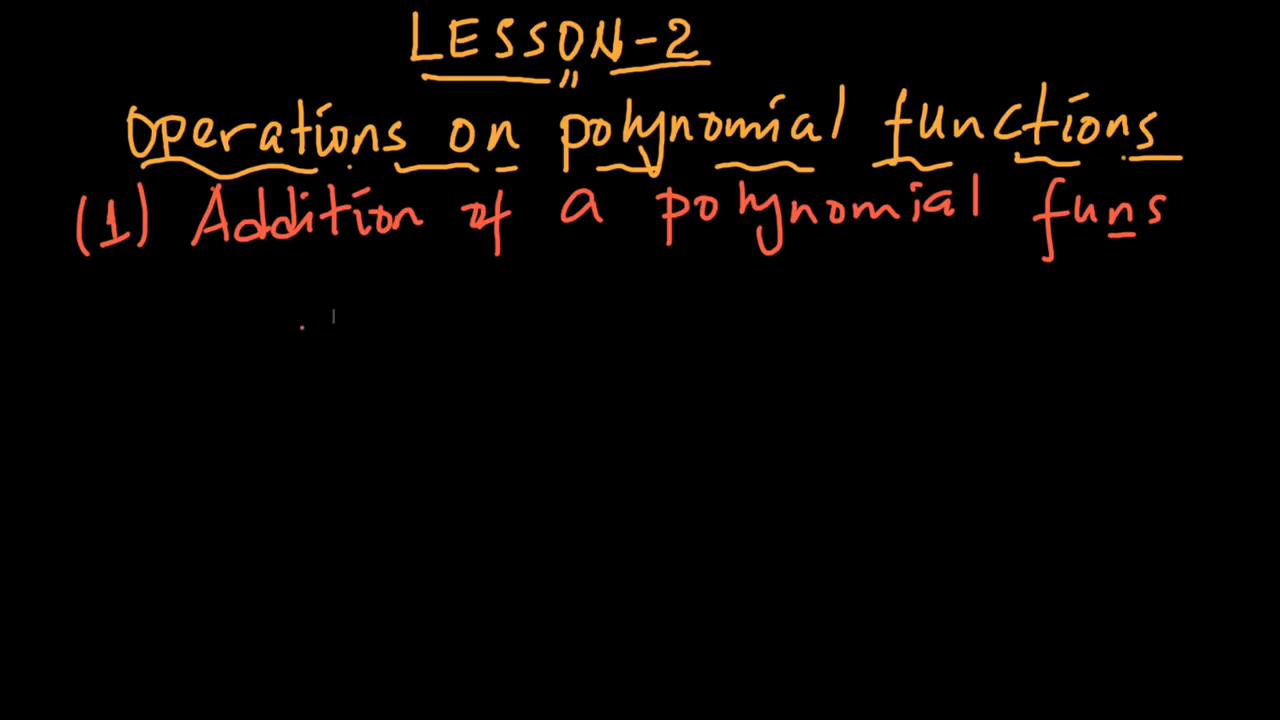 LESSON-2
Operations on polynomial functions
(1) Addition of a polynomial funs